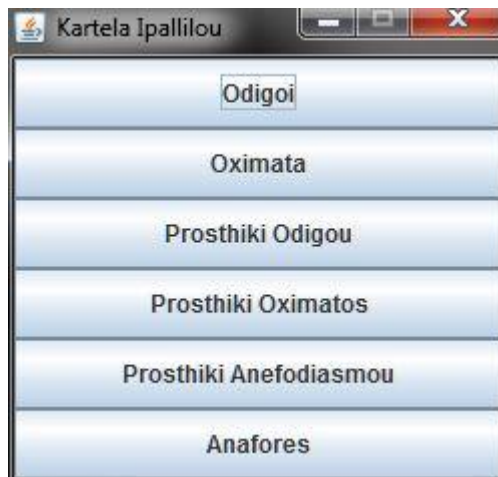 Kartela Ipallilou
Odigoi
Oximata
Prosthiki Odigou
Prosthiki Oximatos
Prosthiki Anefodiasmou
Anafores